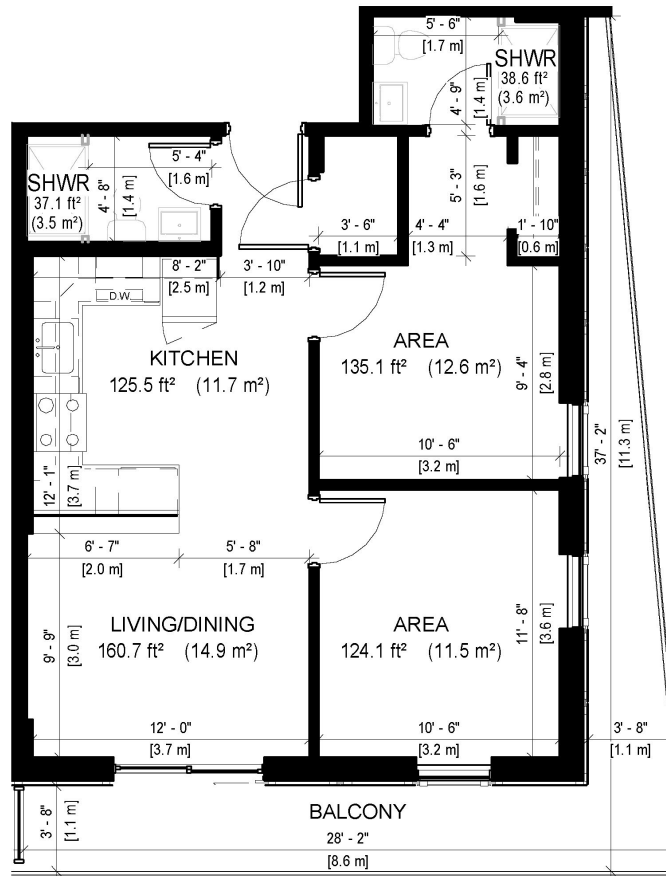 5' - 6"
[1.7 m]
SHWR
38.6 ft²
(3.6 m²)
4' - 9"
[1.4 m]
5' - 4"
[1.6 m]
SHWR
37.1 ft²
(3.5 m²)
4' - 8"
[1.4 m]
5' - 3"
[1.6 m]
3' - 6"
[1.1 m]
4' - 4"
[1.3 m]
1' - 10"
[0.6 m]
8' - 2"
[2.5 m]
3' - 10"
[1.2 m]
D.W.
KITCHEN
125.5 ft² (11.7 m²)
AREA
135.1 ft² (12.6 m²)
9' - 4"
[2.8 m]
10' - 6"
[3.2 m]
37' - 2"
[11.3 m]
12' - 1"
[3.7 m]
6' - 7"
[2.0 m]
5' - 8"
[1.7 m]
LIVING/DINING
160.7 ft² (14.9 m²)
9' - 9"
[3.0 m]
AREA
124.1 ft² (11.5 m²)
11' - 8"
[3.6 m]
12' - 0"
[3.7 m]
10' - 6"
[3.2 m]
3' - 8"
[1.1 m]
3' - 8"
[1.1 m]
BALCONY
28' - 2"
[8.6 m]